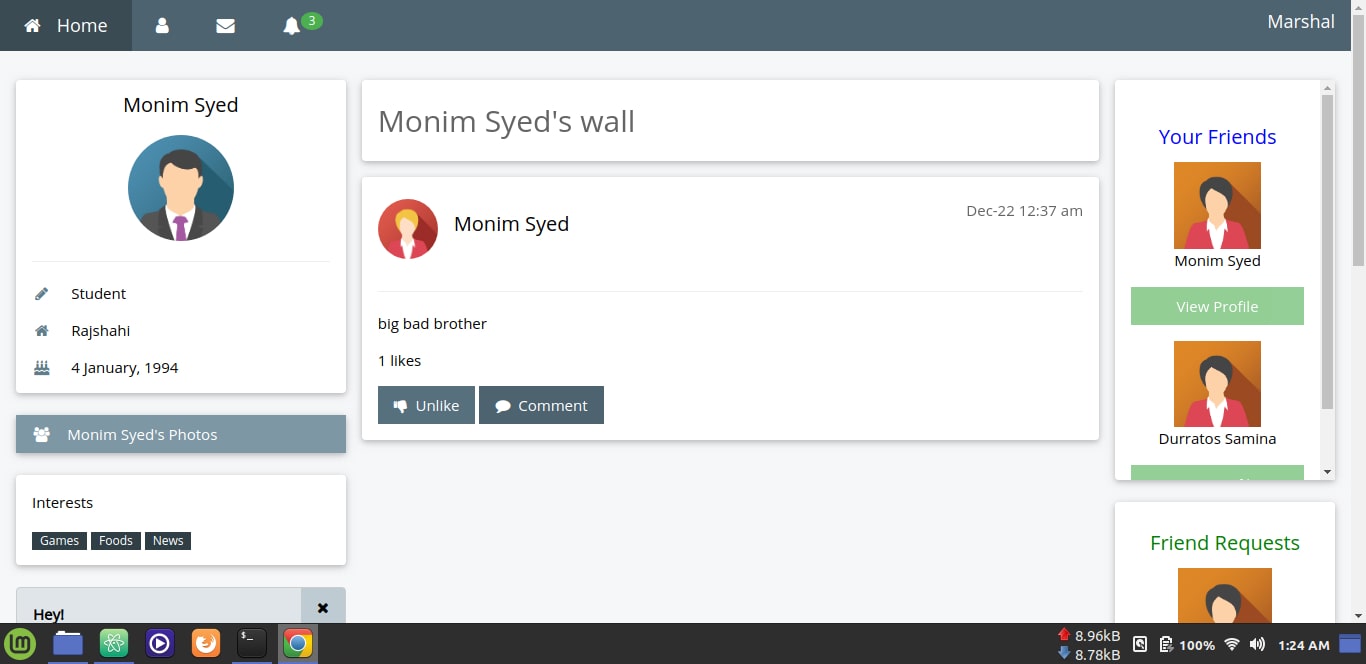 Home
3
Marshal
Monim Syed
Student
Rajshahi
4 January, 1994
Monim Syed's Photos
Interests
Games Foods News
Hey!
Monim Syed's wall
Monim Syed
Dec-22 12:37 am
big bad brother
1 likes
Unlike Comment
Your Friends
Monim Syed
View Profile
Durratos Samina
Friend Requests
$_
8.96kB
8.78kB
100%
1:24 AM